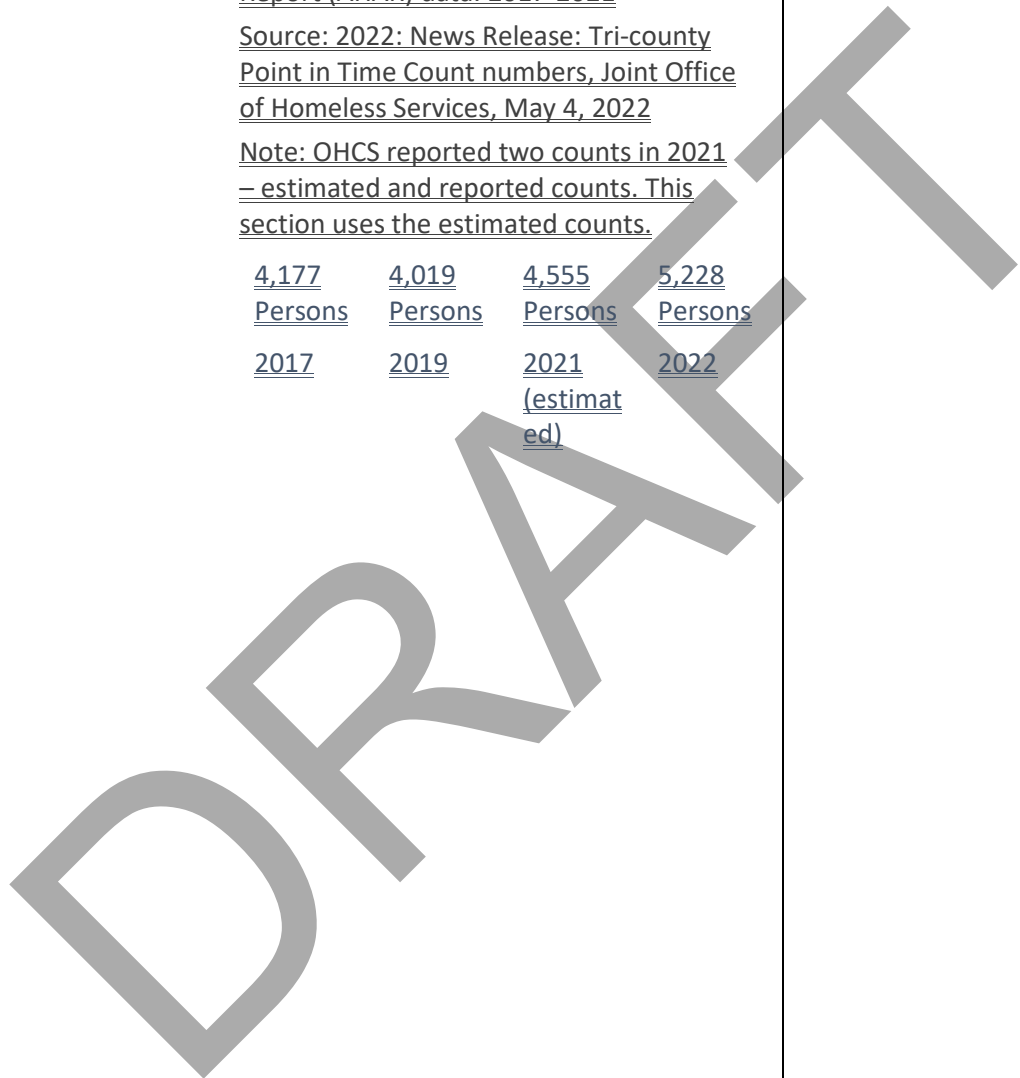 Source: 2022: News Release: Tri-county
Point in Time Count numbers, Joint Office
of Homeless Services, May 4, 2022
Note: OHCS reported two counts in 2021
– estimated and reported counts. This
section uses the estimated counts.
4,177 4,019 4,555 5,228
Persons Persons Persons Persons
2017 2019 2021 2022
(estimat
ed)
DRAFT